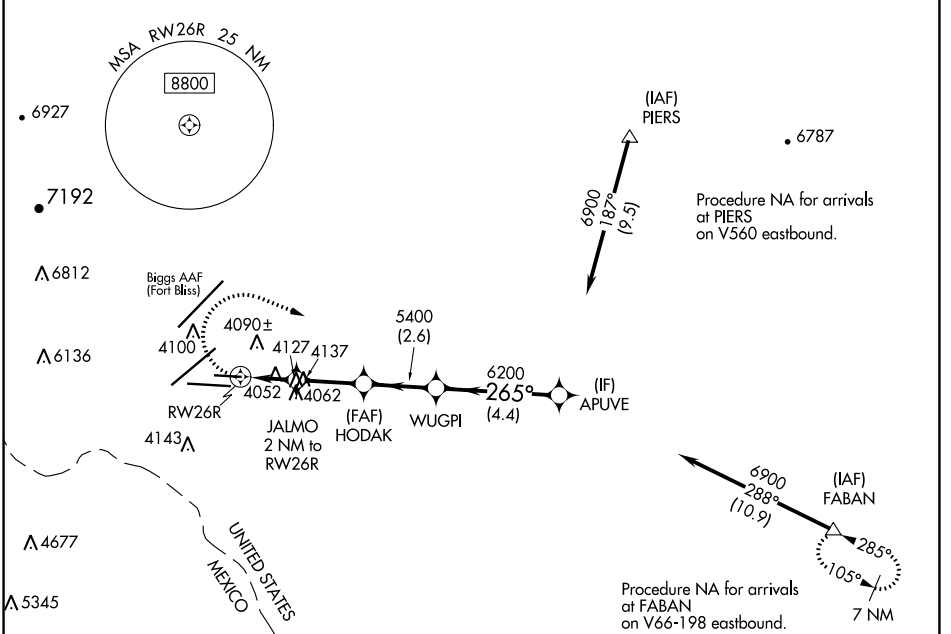 MSA RW26R 25 NM
8800
6927
7192
6812
6136
(IAF)
PIERS
6787
6900
187°
(9.5)
Procedure NA for arrivals
at PIERS
on V560 eastbound.
Biggs AAF
(Fort Bliss)
4100
4090±
4127
4137
4052
4062
RW26R
JALMO
2 NM to
RW26R
(FAF)
HODAK
5400
(2.6)
WUGPI
6200
265°
(4.4)
(IF)
APUVE
4143
4677
5345
UNITED STATES
MEXICO
6900
288°
(10.9)
(IAF)
FABAN
285°
105°
7 NM
Procedure NA for arrivals
at FABAN
on V66-198 eastbound.